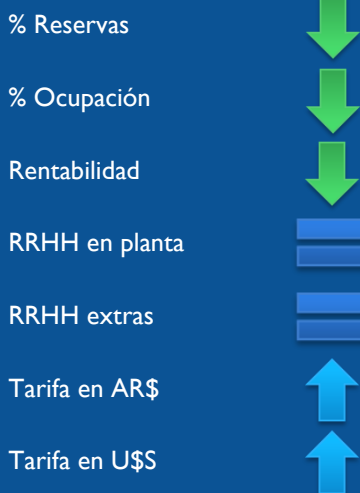 % Reservas
% Ocupación
Rentabilidad
RRHH en planta
RRHH extras
Tarifa en AR$
Tarifa en U$S